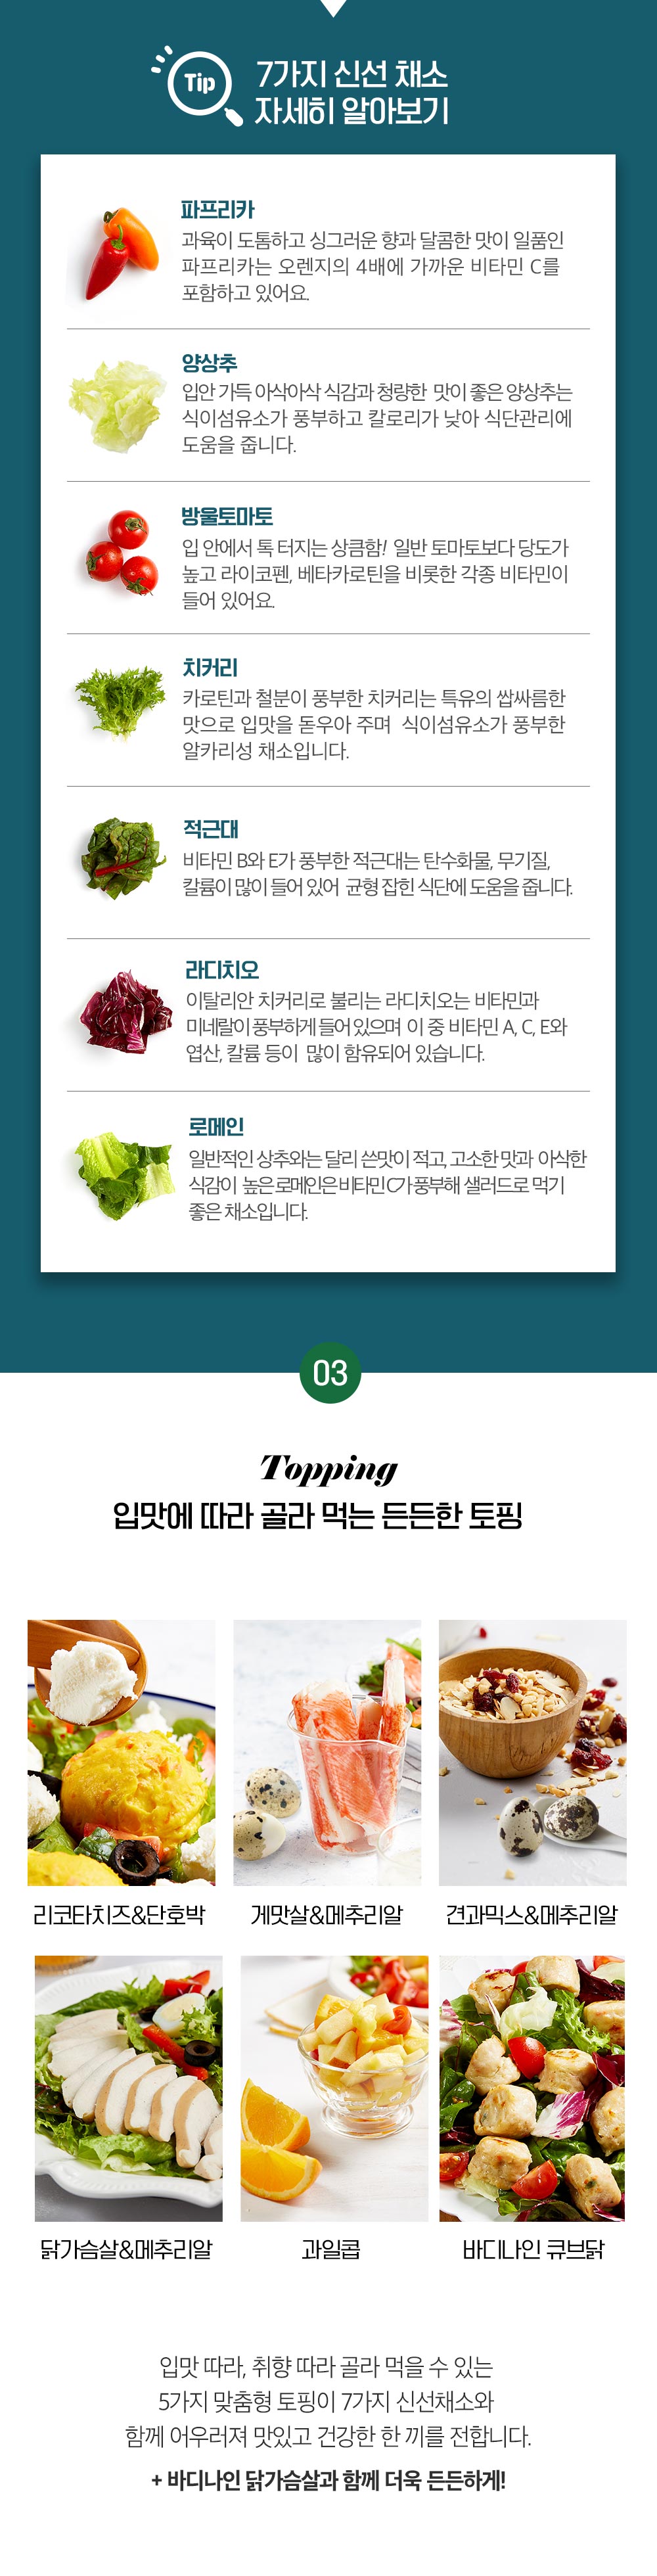 Tip
7가지 신선 채소
자세히 알아보기
파프리카
과육이 도톰하고 싱그러운 향과 달콤한 맛이 일품인
파프리카는 오렌지의 4배에 가까운 비타민 C를
포함하고 있어요.
양상추
입안 가득 아삭아삭 식감과 청량한 맛이 좋은 양상추는
식이섬유소가 풍부하고 칼로리가 낮아 식단관리에
도움을 줍니다.
방울토마토
입 안에서 톡 터지는 상큼함! 일반 토마토보다 당도가
높고 라이코펜, 베타카로틴을 비롯한 각종 비타민이
들어 있어요.
치커리
카로틴과 철분이 풍부한 치커리는 특유의 쌉싸름한
맛으로 입맛을 돋우아 주며 식이섬유소가 풍부한
알카리성 채소입니다.
적근대
비타민 B와 E가 풍부한 적근대는 탄수화물, 무기질,
칼륨이 많이 들어 있어 균형 잡힌 식단에 도움을 줍니다.
라디치오
이탈리안 치커리로 불리는 라디치오는 비타민과
미네랄이 풍부하게 들어 있으며 이 중 비타민 A, C, E와
엽산, 칼륨 등이 많이 함유되어 있습니다.
로메인
일반적인 상추와는 달리 쓴맛이 적고, 고소한 맛과 아삭한
식감이 높은 로메인은 비타민C가 풍부해 샐러드로 먹기
좋은 채소입니다.
03
Topping
입맛에 따라 골라 먹는 든든한 토핑
리코타치즈&단호박
게맛살&메추리알
견과믹스&메추리알
닭가슴살&메추리알
과일콥
바디나인 큐브닭
입맛 따라, 취향 따라 골라 먹을 수 있는
5가지 맞춤형 토핑이 7가지 신선채소와
함께 어우러져 맛있고 건강한 한 끼를 전합니다.
+ 바디나인 닭가슴살과 함께 더욱 든든하게!